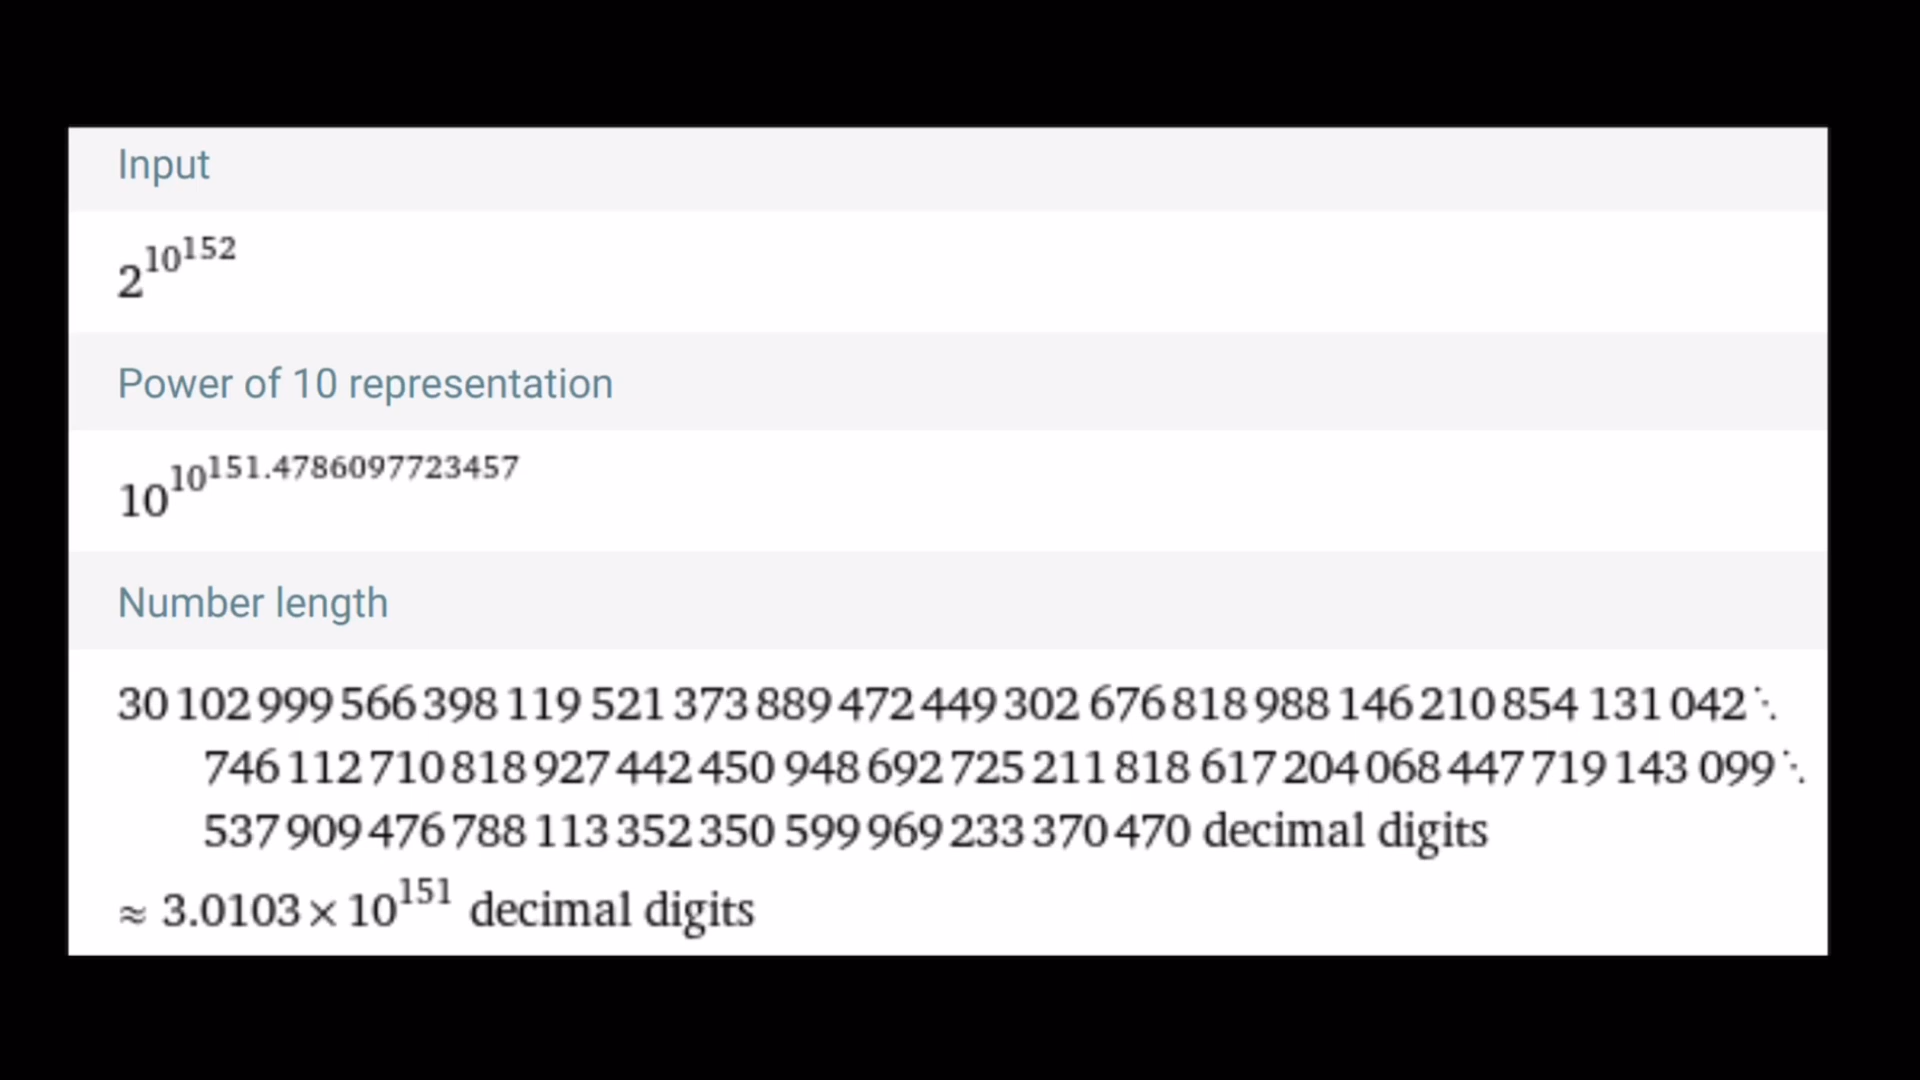 Input
2^10^152
Power of 10 representation
10^10^151.4786097723457
Number length
30 102 999 566 398 119 521 373 889 472 449 302 676 818 988 146 210 854 131 042⋱
746 112 710 818 927 442 450 948 692 725 211 818 617 204 068 447 719 143 099⋱
537 909 476 788 113 352 350 599 969 233 370 470 decimal digits
≈ 3.0103×10^151 decimal digits